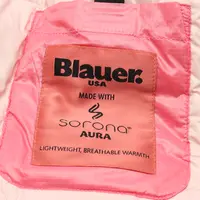 Blauer.
USA
MADE WITH
sorona®
AURA
LIGHTWEIGHT, BREATHABLE WARMTH